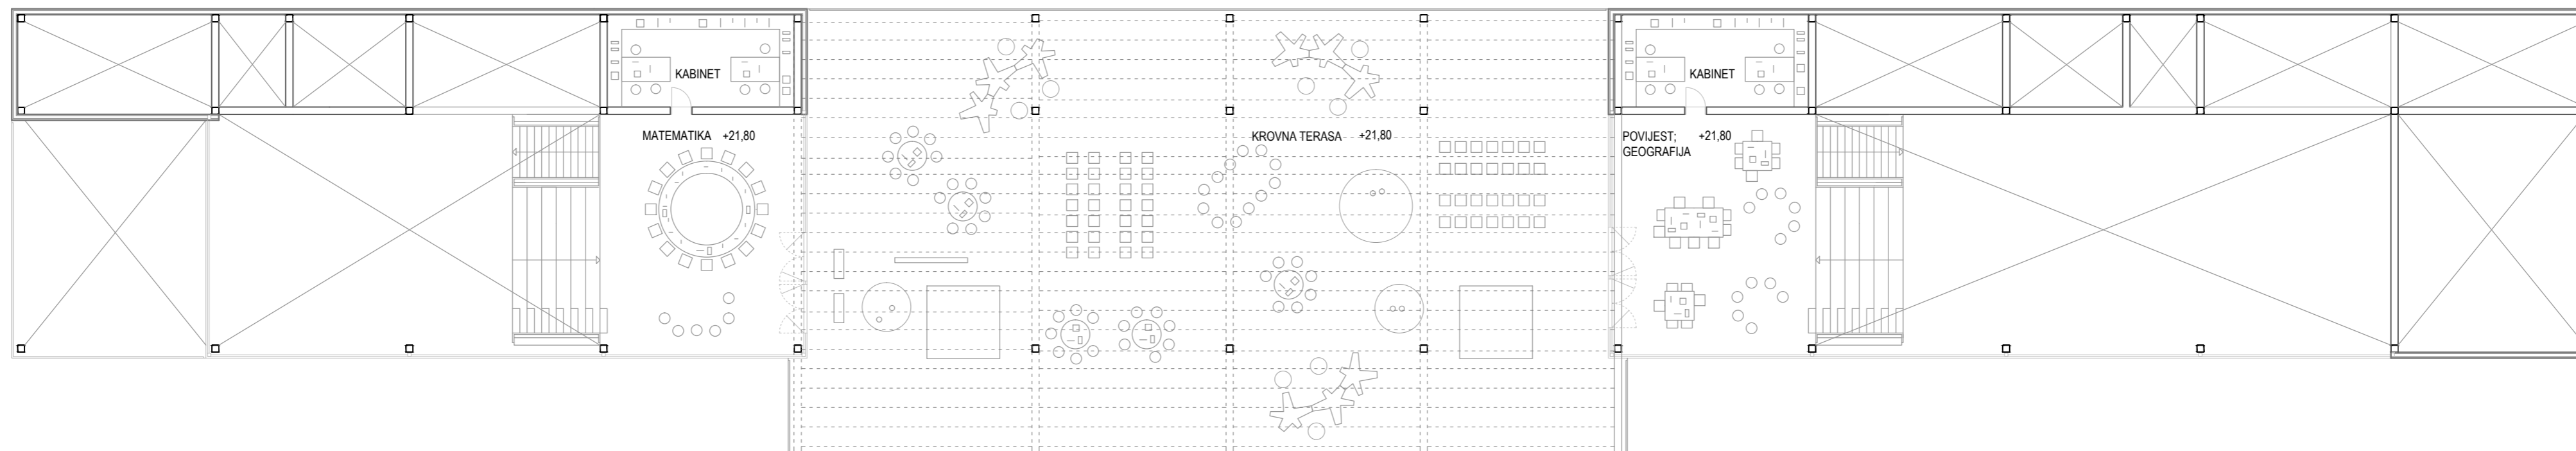 KABINET
MATEMATIKA +21,80
KROVNA TERASA +21,80
KABINET
POVIJEST; +21,80
GEOGRAFIJA